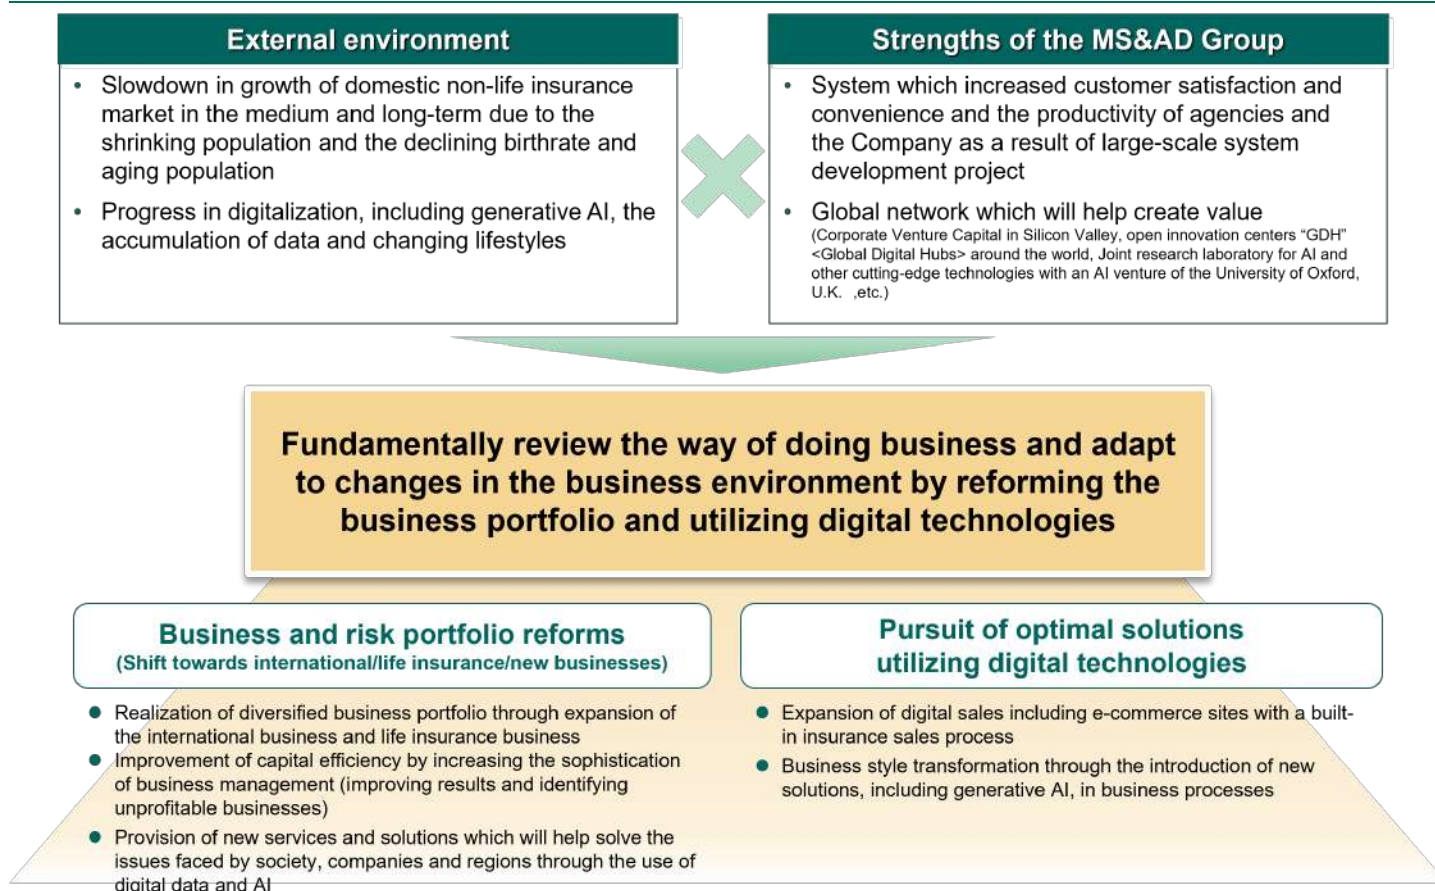 External environment
• Slowdown in growth of domestic non-life insurance
market in the medium and long-term due to the
shrinking population and the declining birthrate and
aging population
• Progress in digitalization, including generative AI, the
accumulation of data and changing lifestyles
Strengths of the MS&AD Group
• System which increased customer satisfaction and
convenience and the productivity of agencies and
the Company as a result of large-scale system
development project
• Global network which will help create value
(Corporate Venture Capital in Silicon Valley, open innovation centers “GDH”
<Global Digital Hubs> around the world, Joint research laboratory for AI and
other cutting-edge technologies with an AI venture of the University of Oxford,
U.K. ,etc.)
Fundamentally review the way of doing business and adapt
to changes in the business environment by reforming the
business portfolio and utilizing digital technologies
Business and risk portfolio reforms
(Shift towards international/life insurance/new businesses)
● Realization of diversified business portfolio through expansion of
the international business and life insurance business
● Improvement of capital efficiency by increasing the sophistication
of business management (improving results and identifying
unprofitable businesses)
● Provision of new services and solutions which will help solve the
issues faced by society, companies and regions through the use of
digital data and AI
Pursuit of optimal solutions
utilizing digital technologies
● Expansion of digital sales including e-commerce sites with a built-
in insurance sales process
● Business style transformation through the introduction of new
solutions, including generative AI, in business processes